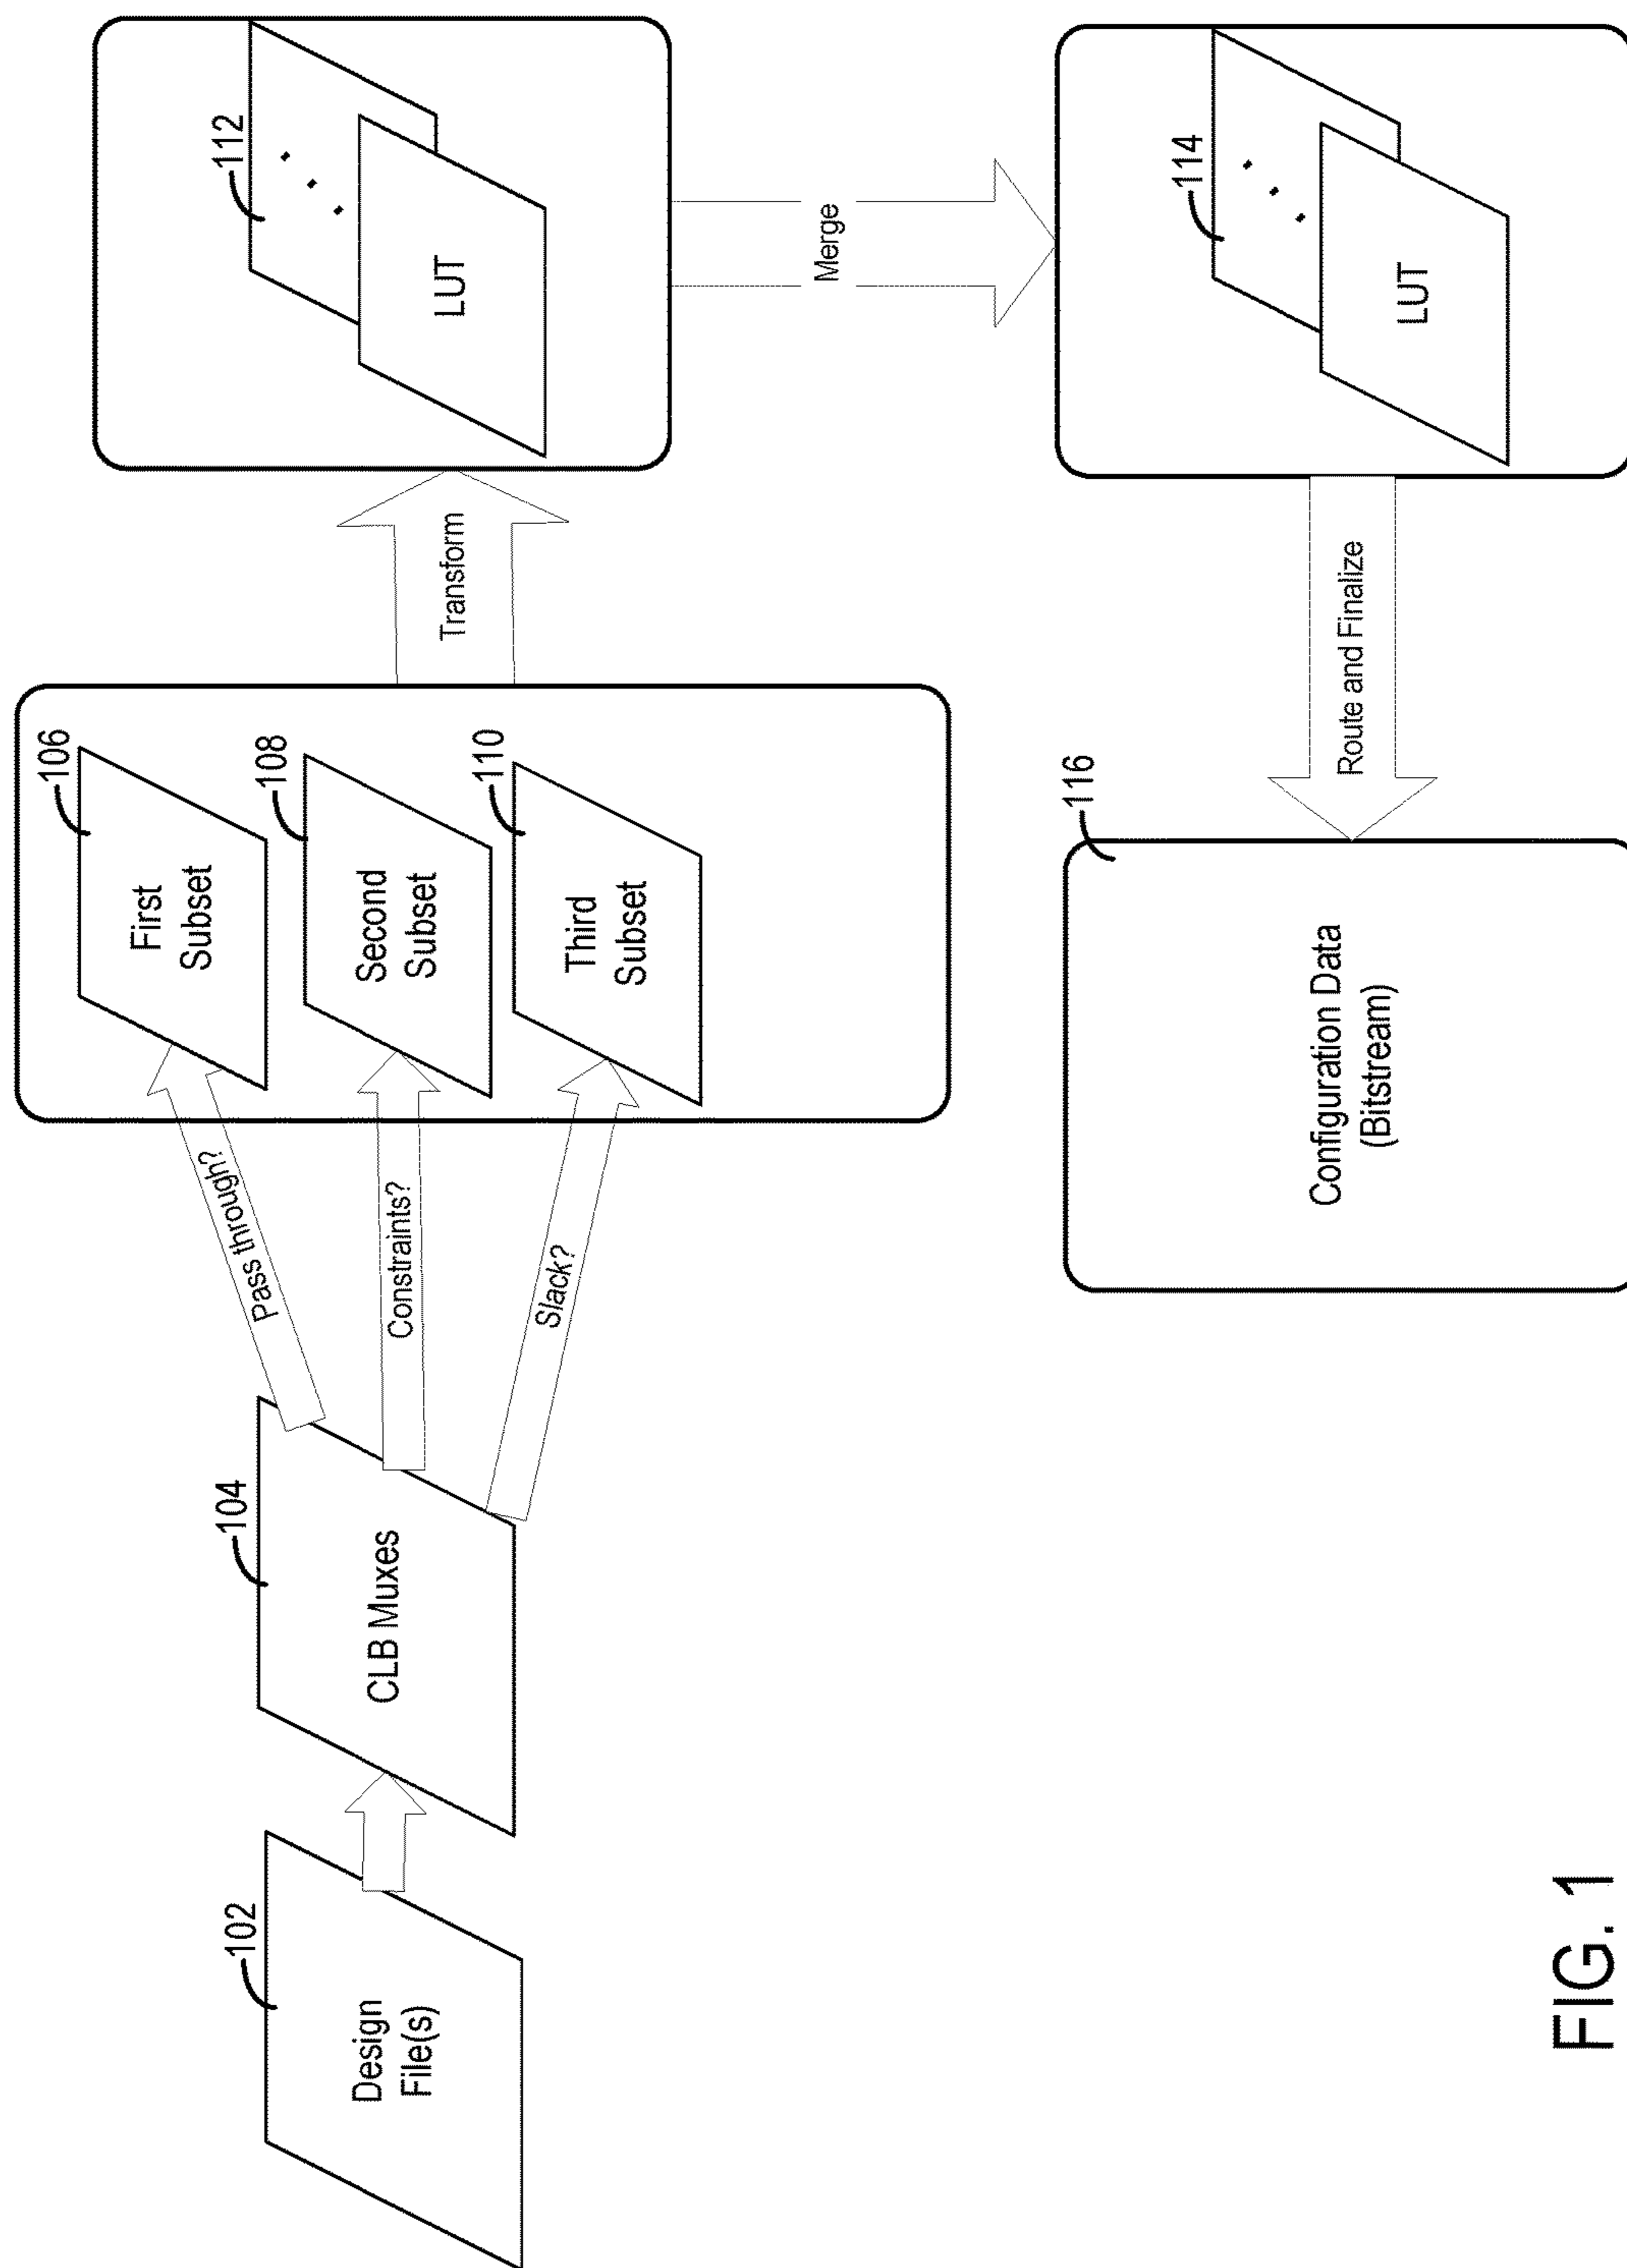 102
Design
File(s)
104
CLB Muxes
Pass through?
Constraints?
Slack?
106
First
Subset
108
Second
Subset
110
Third
Subset
Transform
112
LUT
Merge
114
LUT
Route and Finalize
116
Configuration Data
(Bitstream)
FIG. 1